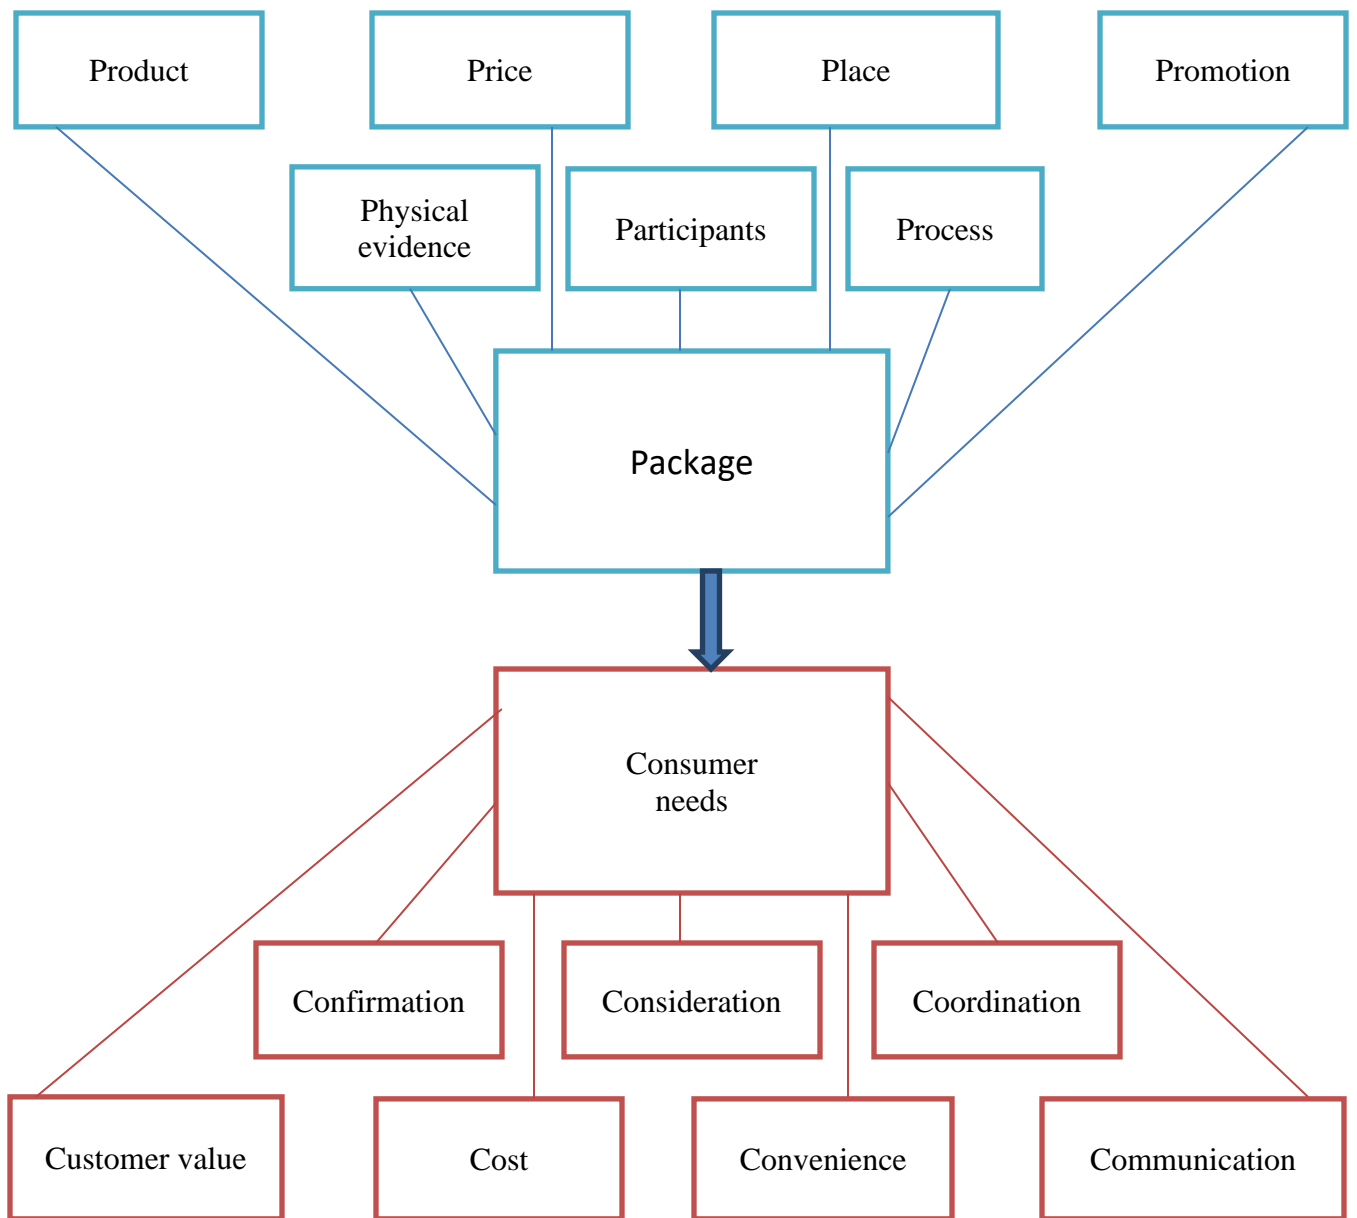 Product
Price
Place
Promotion
Physical
evidence
Participants
Process
Package
Consumer
needs
Confirmation
Consideration
Coordination
Customer value
Cost
Convenience
Communication